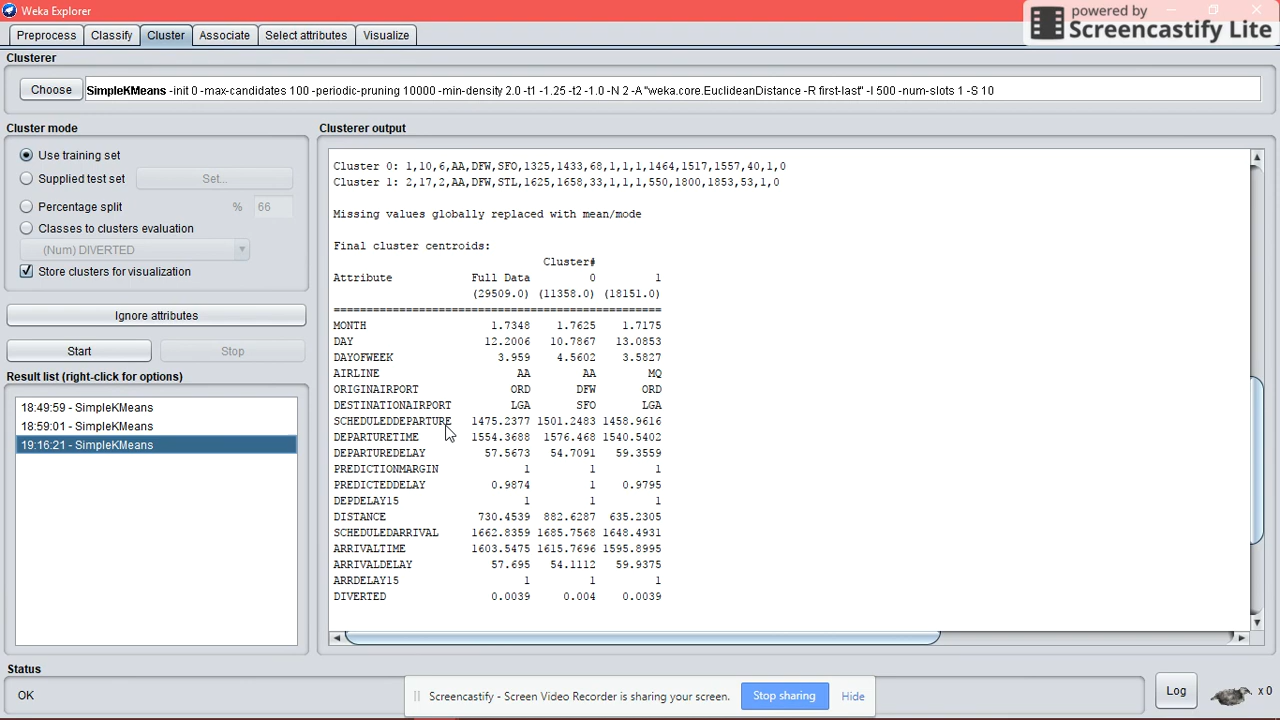 Weka Explorer
powered by
Screencastify Lite
Preprocess Classify Cluster Associate Select attributes Visualize
Clusterer
Choose SimpleKMeans -init 0 -max-candidates 100 -periodic-pruning 10000 -min-density 2.0 -t1 -1.25 -t2 -1.0 -N 2 -A "weka.core.EuclideanDistance -R first-last" -I 500 -num-slots 1 -S 10
Cluster mode
Use training set
Supplied test set Set...
Percentage split % 66
Classes to clusters evaluation
(Num) DIVERTED
Store clusters for visualization
Ignore attributes
Start Stop
Result list (right-click for options)
18:49:59 - SimpleKMeans
18:59:01 - SimpleKMeans
19:16:21 - SimpleKMeans
Clusterer output
Cluster 0: 1,10,6,AA,DFW,SFO,1325,1433,68,1,1,1,1464,1517,1557,40,1,0
Cluster 1: 2,17,2,AA,DFW,STL,1625,1658,33,1,1,1,550,1800,1853,53,1,0
Missing values globally replaced with mean/mode
Final cluster centroids:
Cluster#
Attribute Full Data 0 1
(29509.0) (11358.0) (18151.0)
==================================================
MONTH 1.7348 1.7625 1.7175
DAY 12.2006 10.7867 13.0853
DAYOFWEEK 3.959 4.5602 3.5827
AIRLINE AA AA MQ
ORIGINAIRPORT ORD DFW ORD
DESTINATIONAIRPORT LGA SFO LGA
SCHEDULEDDEPARTURE 1475.2377 1501.2483 1458.9616
DEPARTURETIME 1554.3688 1576.468 1540.5402
DEPARTUREDELAY 57.5673 54.7091 59.3559
PREDICTIONMARGIN 1 1 1
PREDICTEDDELAY 0.9874 1 0.9795
DEPDELAY15 1 1 1
DISTANCE 730.4539 882.6287 635.2305
SCHEDULEDARRIVAL 1662.8359 1685.7568 1648.4931
ARRIVALTIME 1603.5475 1615.7696 1595.8995
ARRIVALDELAY 57.695 54.1112 59.9375
ARRDELAY15 1 1 1
DIVERTED 0.0039 0.004 0.0039
Status
OK
Screencastify - Screen Video Recorder is sharing your screen. Stop sharing Hide
Log x 0